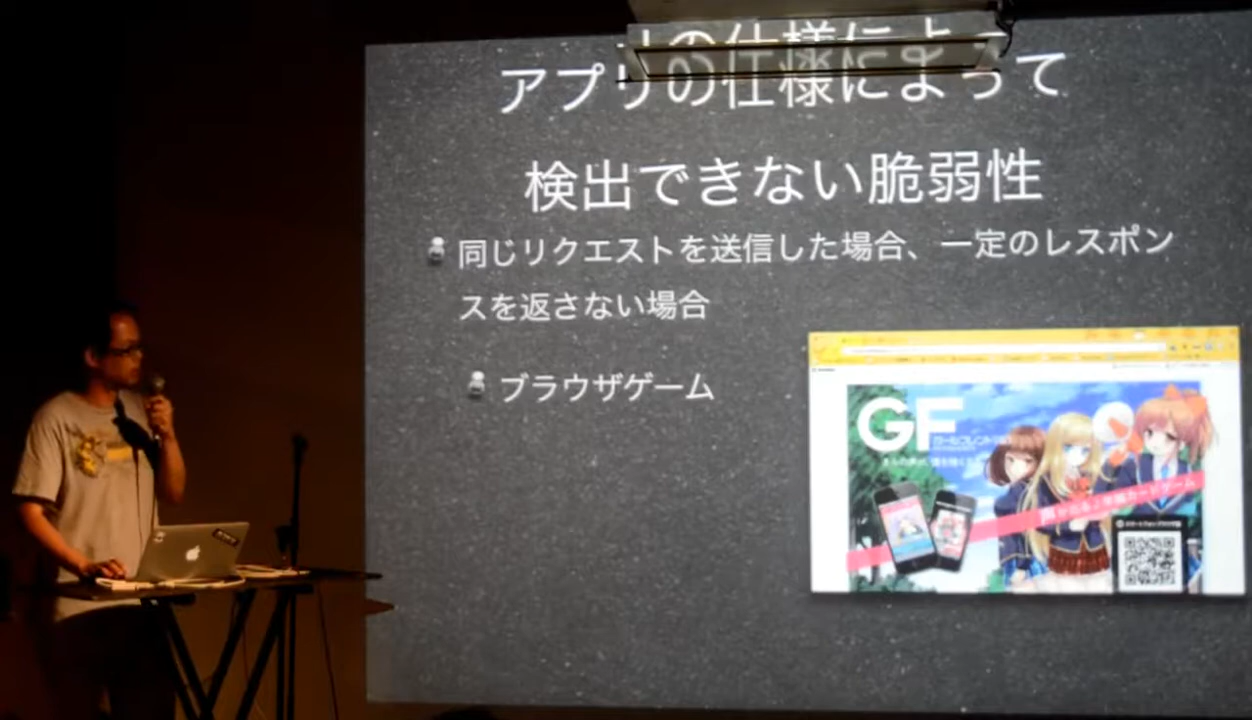 アプリの仕様によって
検出できない脆弱性
同じリクエストを送信した場合、一定のレスポン
スを返さない場合
ブラウザゲーム
GF